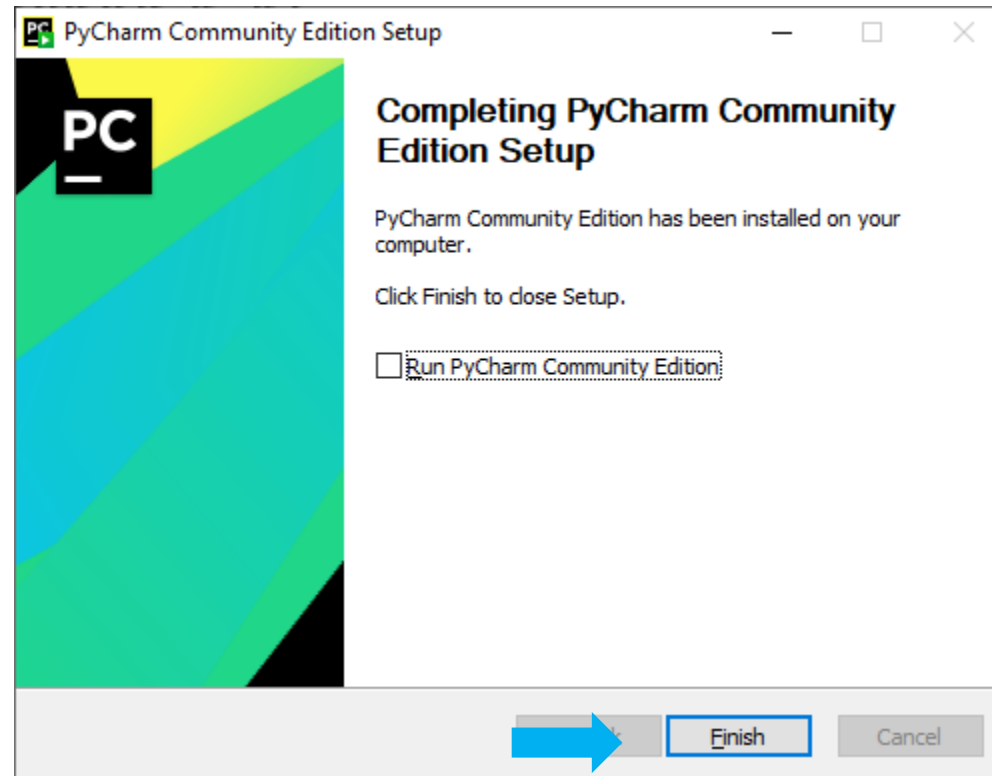 PyCharm Community Edition Setup
PC
Completing PyCharm Community
Edition Setup
PyCharm Community Edition has been installed on your
computer.
Click Finish to close Setup.
Run PyCharm Community Edition
Finish
Cancel